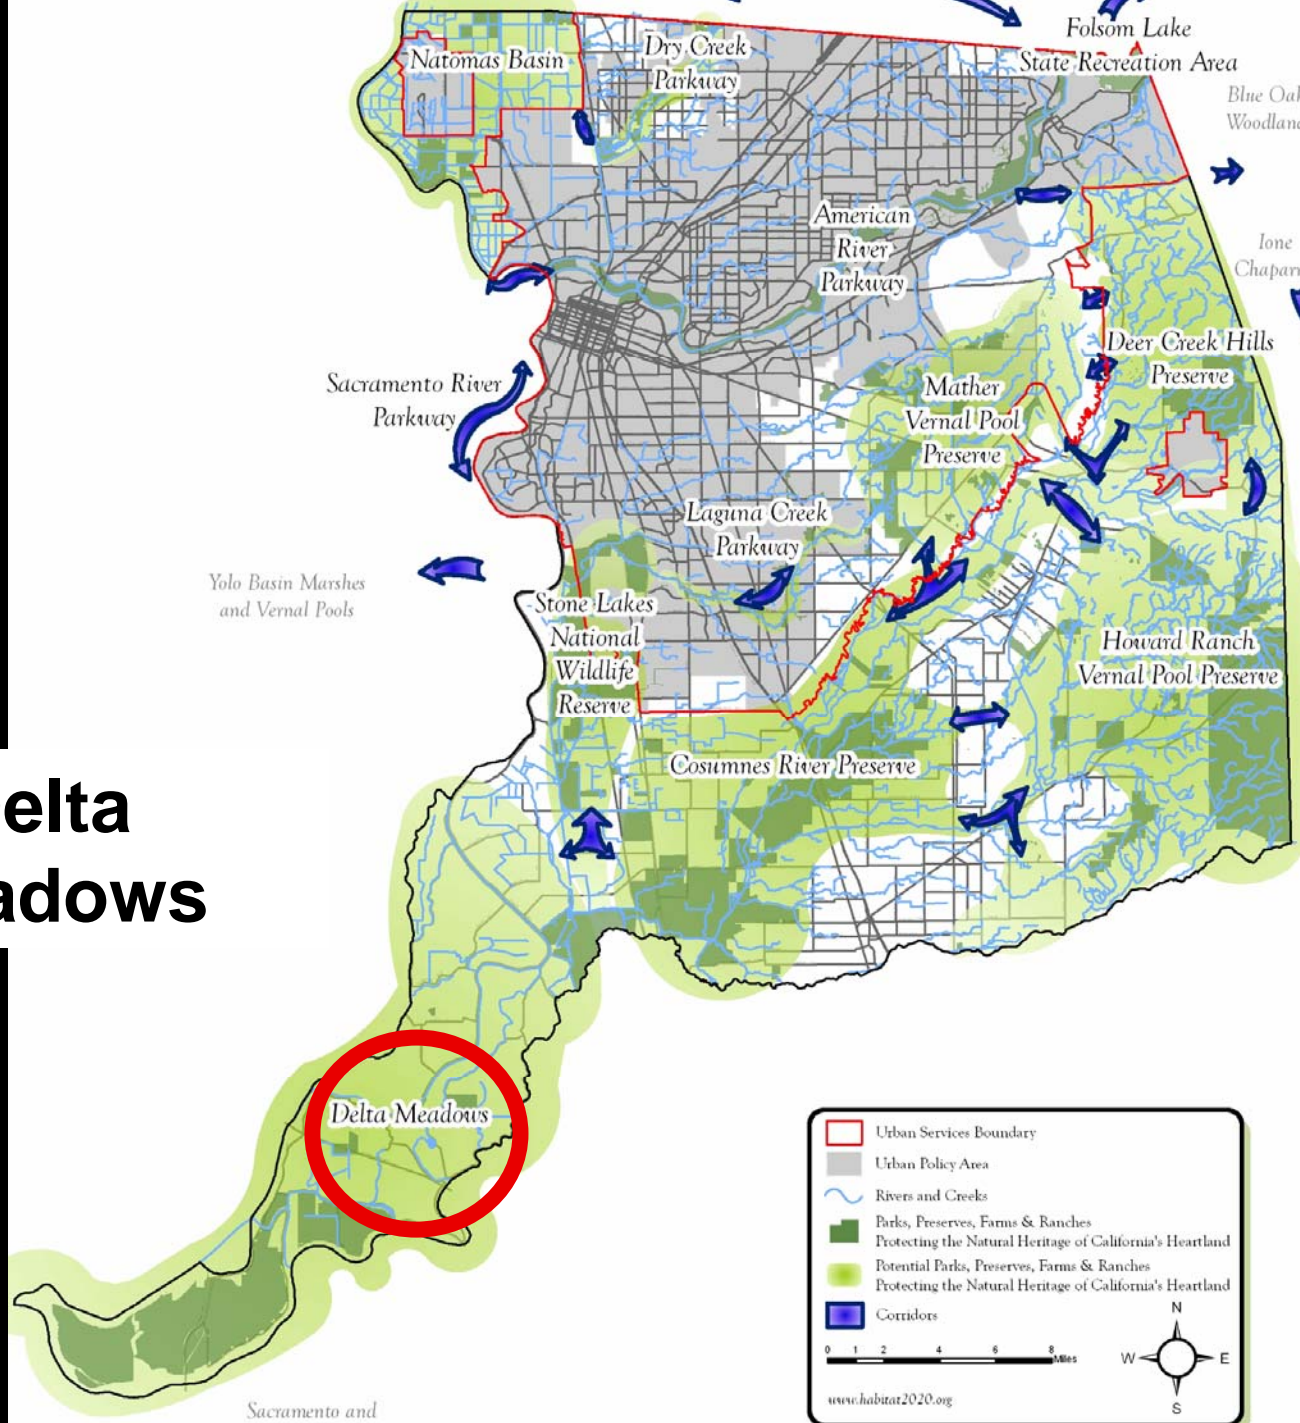 Folsom Lake
State Recreation Area
Natomas Basin
Dry Creek
Parkway
Blue Oak
Woodland
American
River
Parkway
Ione
Sacramento River
Parkway
Deer Creek Hills
Preserve
Mather
Vernal Pool
Preserve
Laguna Creek
Parkway
Yolo Basin Marshes
and Vernal Pools
Stone Lakes
National
Wildlife
Reserve
Howard Ranch
Vernal Pool Preserve
Cosumnes River Preserve
elta
adows
Delta Meadows
Urban Services Boundary
Urban Policy Area
Rivers and Creeks
Parks, Preserves, Farms & Ranches
Protecting the Natural Heritage of California's Heartland
Potential Parks, Preserves, Farms & Ranches
Protecting the Natural Heritage of California's Heartland
Corridors
0 1 2 4 6 8
Miles
N
W E
S
www.habitat2020.org
Sacramento and